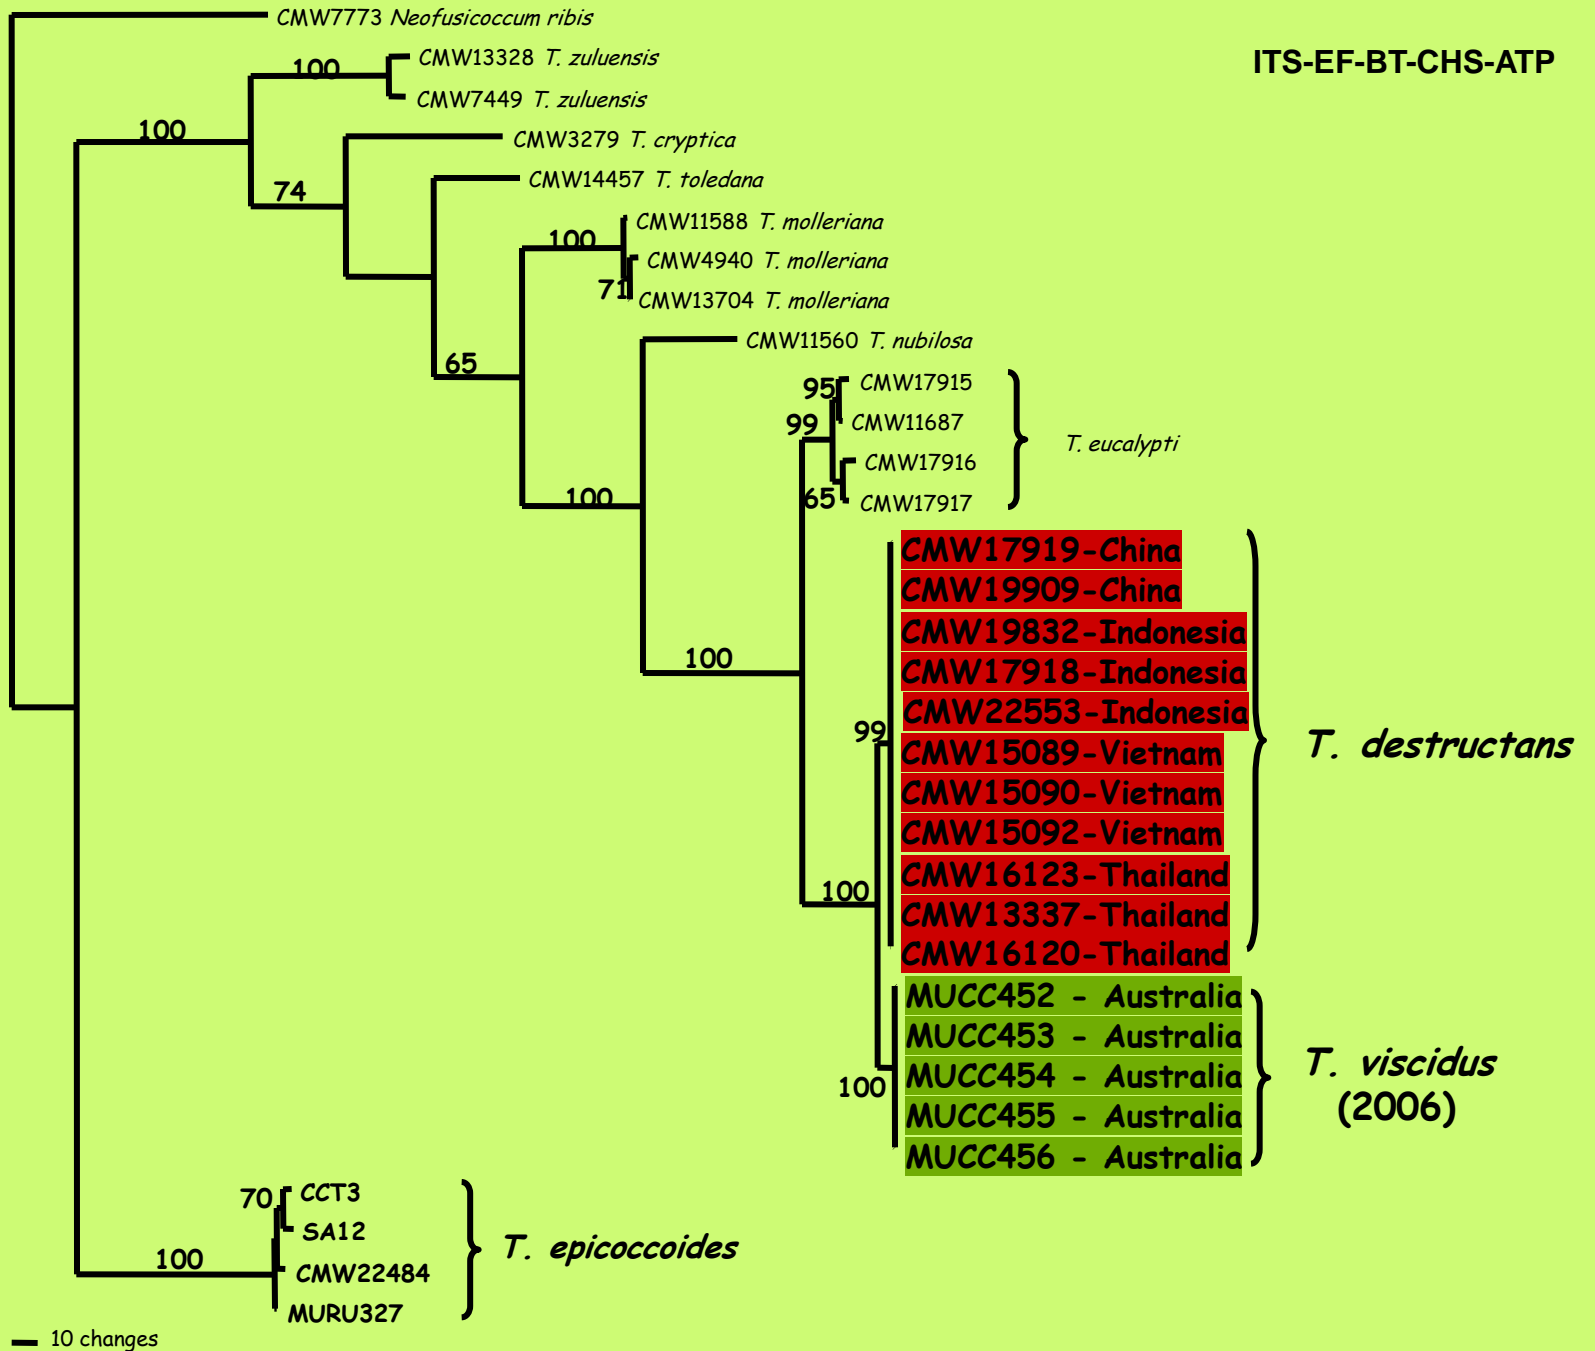 CMW7773 Neofusicoccum ribis
ITS-EF-BT-CHS-ATP
CMW13328 T. zuluensis
100
CMW7449 T. zuluensis
100
CMW3279 T. cryptica
CMW14457 T. toledana
74
CMW11588 T. molleriana
100
CMW4940 T. molleriana
71
CMW13704 T. molleriana
CMW11560 T. nubilosa
65
95
CMW17915
99
CMW11687
T. eucalypti
CMW17916
65
CMW17917
100
CMW17919-China
CMW19909-China
CMW19832-Indonesia
100
CMW17918-Indonesia
CMW22553-Indonesia
99
CMW15089-Vietnam
T. destructans
CMW15090-Vietnam
CMW15092-Vietnam
CMW16123-Thailand
100
CMW13337-Thailand
CMW16120-Thailand
MUCC452 - Australia
MUCC453 - Australia
T. viscidus
(2006)
MUCC454 - Australia
100
MUCC455 - Australia
MUCC456 - Australia
70
CCT3
SA12
T. epicoccoides
100
CMW22484
MURU327
10 changes